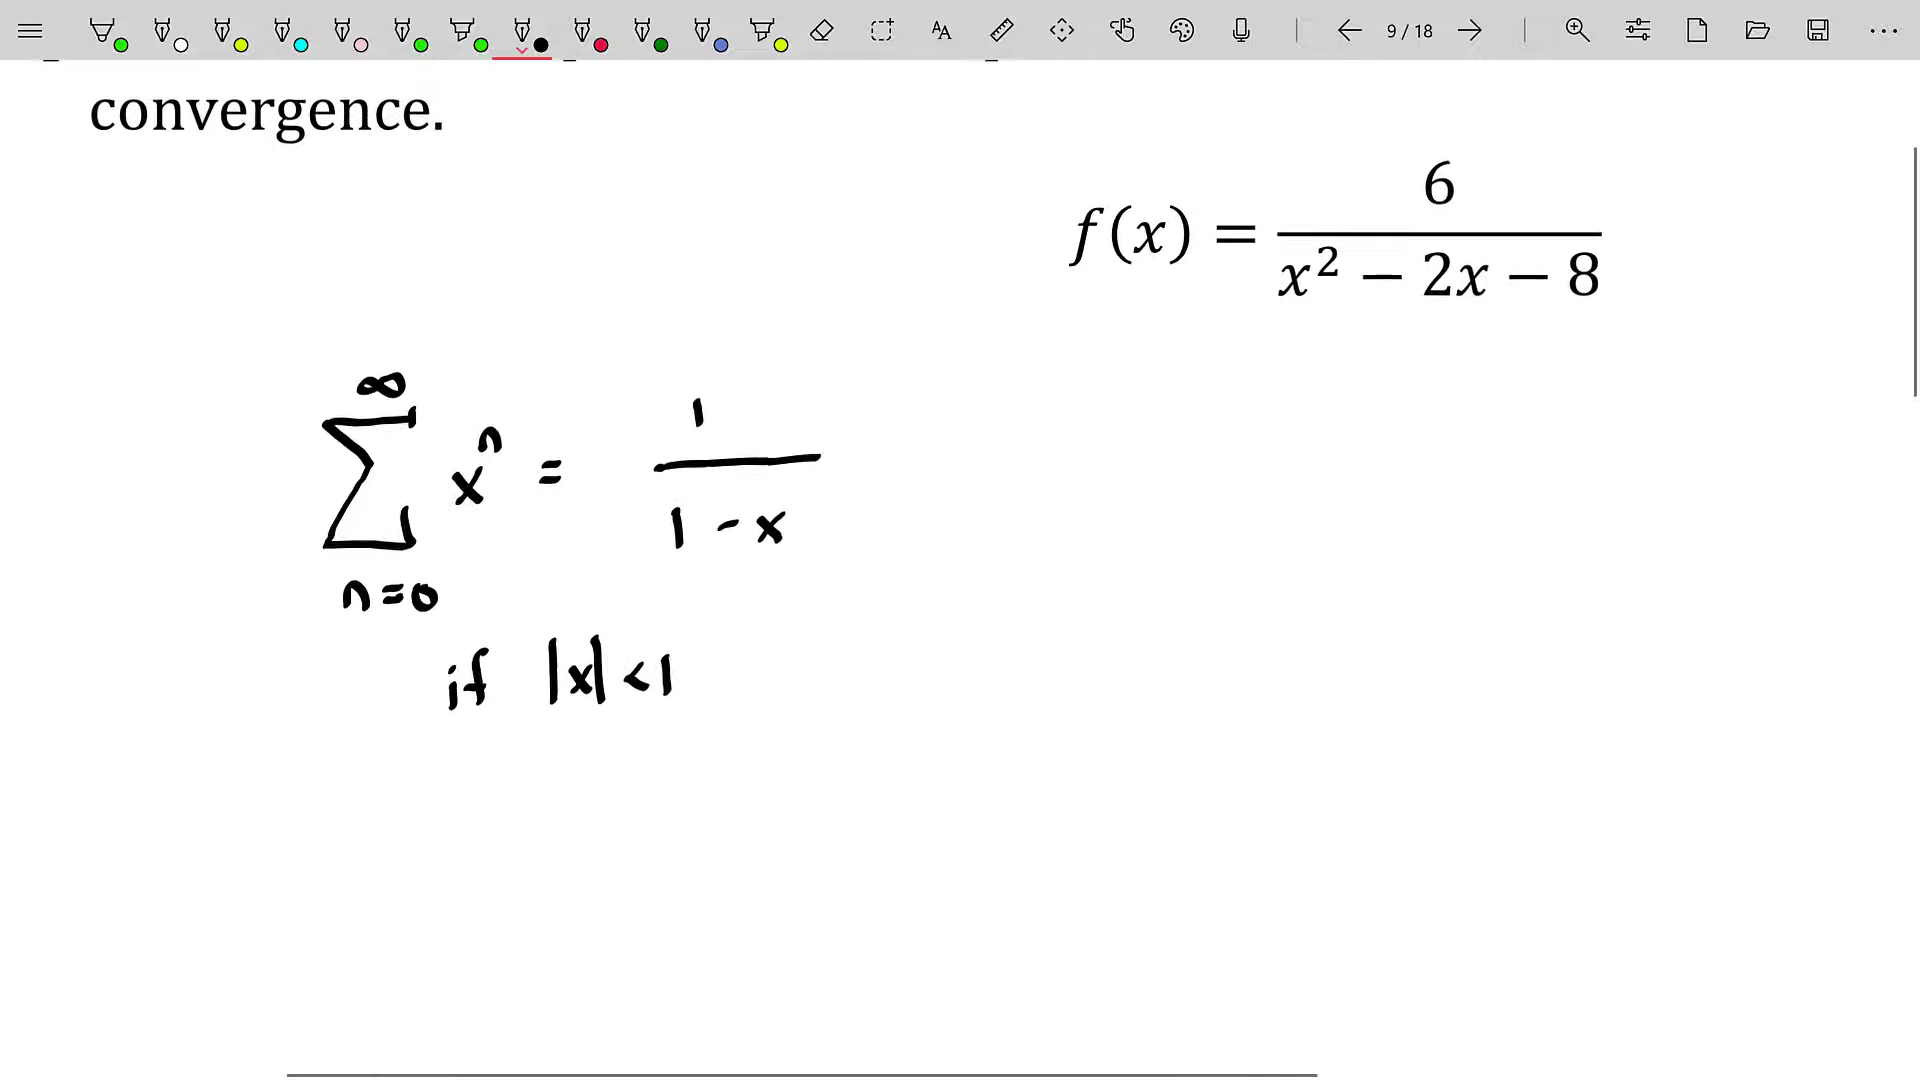 9 / 18
convergence.
f(x) = 6 / (x² − 2x − 8)
∞
∑ xⁿ = 1 / (1 - x)
n=0
if |x| < 1